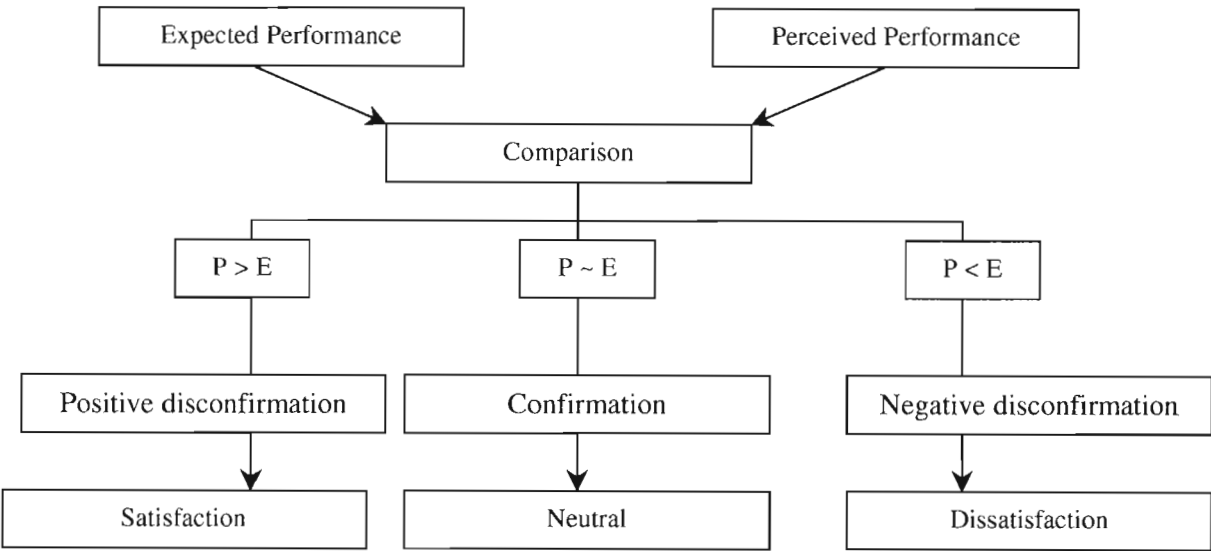 Expected Performance
Perceived Performance
Comparison
P > E
P ~ E
P < E
Positive disconfirmation
Confirmation
Negative disconfirmation
Satisfaction
Neutral
Dissatisfaction